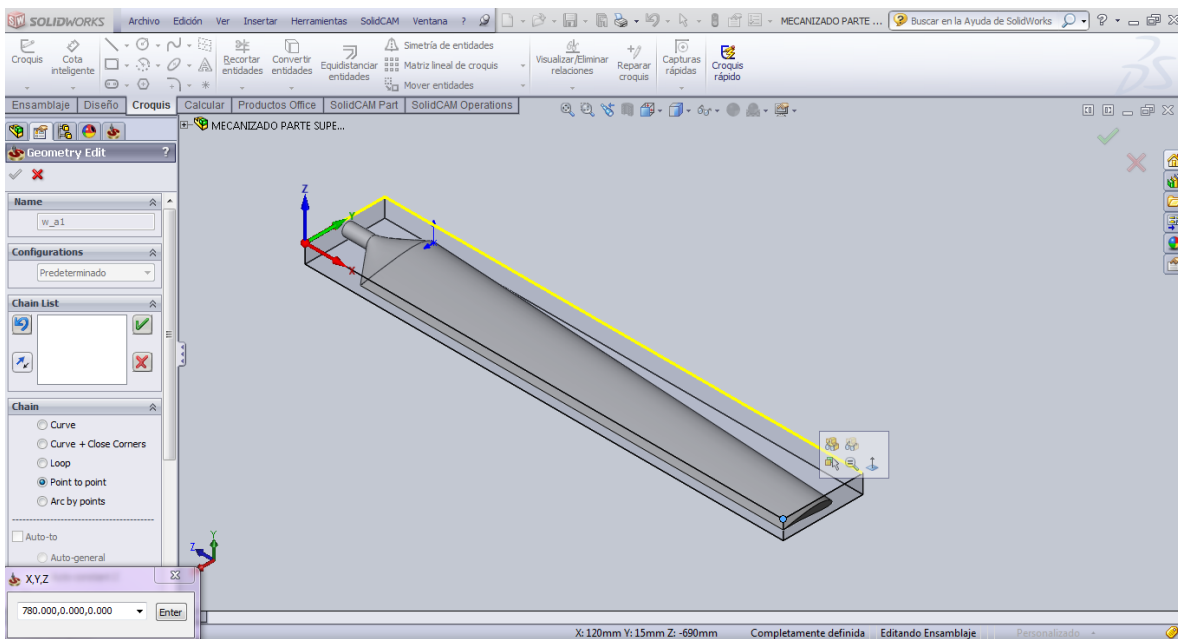 SOLIDWORKS Archivo Edición Ver Insertar Herramientas SolidCAM Ventana ? MECANIZADO PARTE ... Buscar en la Ayuda de SolidWorks ?
Croquis
Cota inteligente
Recortar entidades
Convertir entidades
Equidistanciar entidades
Simetría de entidades
Matriz lineal de croquis
Mover entidades
Visualizar/Eliminar relaciones
Reparar croquis
Capturas rápidas
Croquis rápido
Ensamblaje Diseño Croquis Calcular Productos Office SolidCAM Part SolidCAM Operations
MECANIZADO PARTE SUPE...
Geometry Edit ?
Name
w_a1
Configurations
Predeterminado
Chain List
Chain
Curve
Curve + Close Corners
Loop
Point to point
Arc by points
Auto-to
Auto-general
X,Y,Z
780.000,0.000,0.000 Enter
Z
Y
X
Z Y
X: 120mm Y: 15mm Z: -690mm Completamente definida Editando Ensamblaje Personalizado